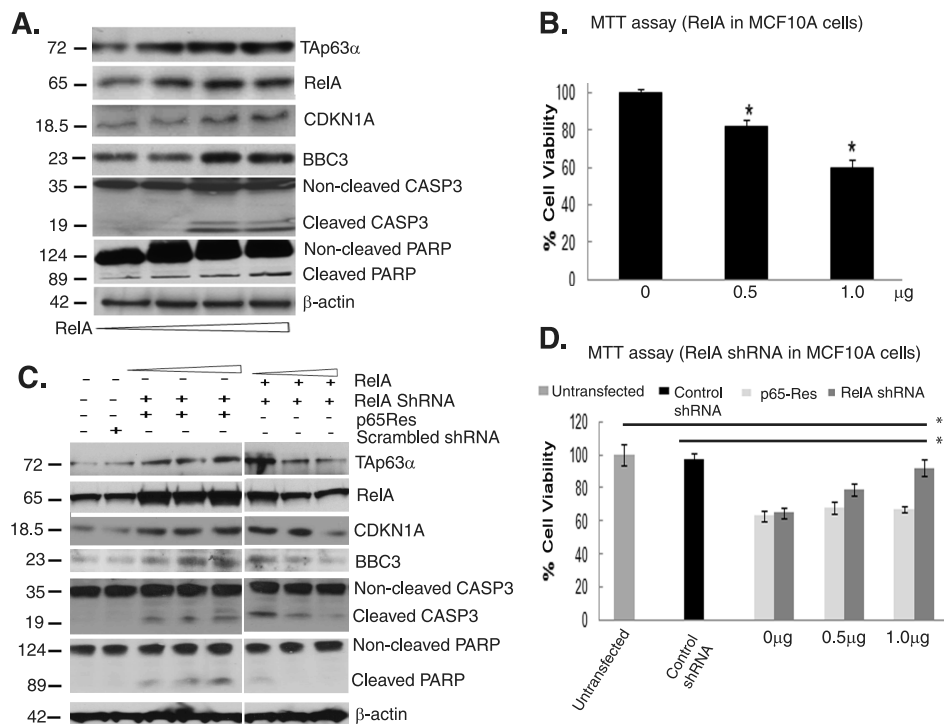 A.
72
TAp63α
65
RelA
18.5
CDKN1A
23
BBC3
35
Non-cleaved CASP3
19
Cleaved CASP3
124
Non-cleaved PARP
89
Cleaved PARP
42
β-actin
RelA
B.
MTT assay (RelA in MCF10A cells)
% Cell Viability
100
80
60
40
20
0
*
*
0 0.5 1.0 μg
C.
- - - - - + + + RelA
- - + + + + + + RelA ShRNA
- - + + + - - - p65Res
- + - - - - - - Scrambled shRNA
72
TAp63α
65
RelA
18.5
CDKN1A
23
BBC3
35
Non-cleaved CASP3
19
Cleaved CASP3
124
Non-cleaved PARP
89
Cleaved PARP
42
β-actin
D.
MTT assay (RelA shRNA in MCF10A cells)
Untransfected
Control shRNA
p65-Res
RelA shRNA
% Cell Viability
120
100
80
60
40
20
0
*
*
Untransfected
Control shRNA
0μg 0.5μg 1.0μg